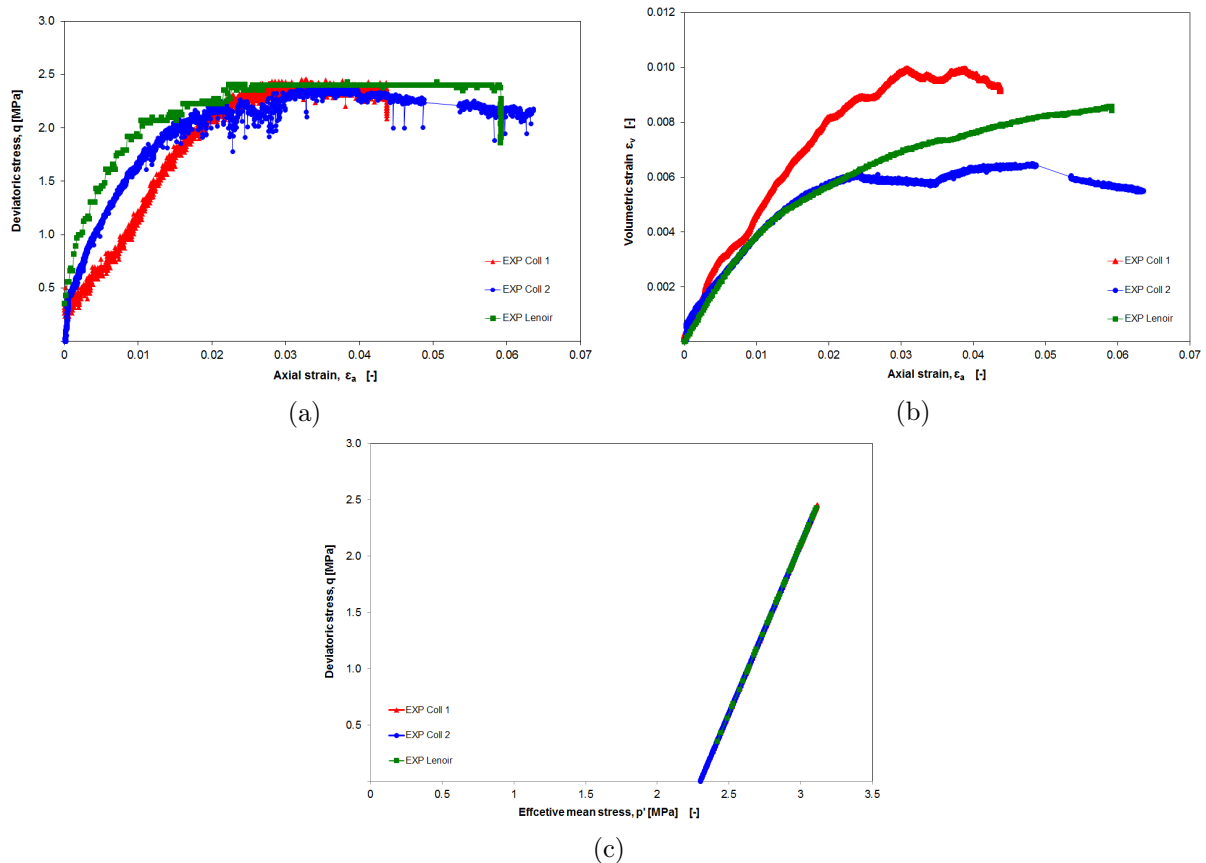 3.0
2.5
2.0
1.5
1.0
0.5
Deviatoric stress, q [MPa]
EXP Coll 1
EXP Coll 2
EXP Lenoir
0 0.01 0.02 0.03 0.04 0.05 0.06 0.07
Axial strain, εa [-]
(a)
0.012
0.010
0.008
0.006
0.004
0.002
Volumetric strain εv [-]
EXP Coll 1
EXP Coll 2
EXP Lenoir
0 0.01 0.02 0.03 0.04 0.05 0.06 0.07
Axial strain, εa [-]
(b)
3.0
2.5
2.0
1.5
1.0
0.5
Deviatoric stress, q [MPa]
EXP Coll 1
EXP Coll 2
EXP Lenoir
0 0.5 1 1.5 2 2.5 3 3.5
Effcetive mean stress, p' [MPa] [-]
(c)